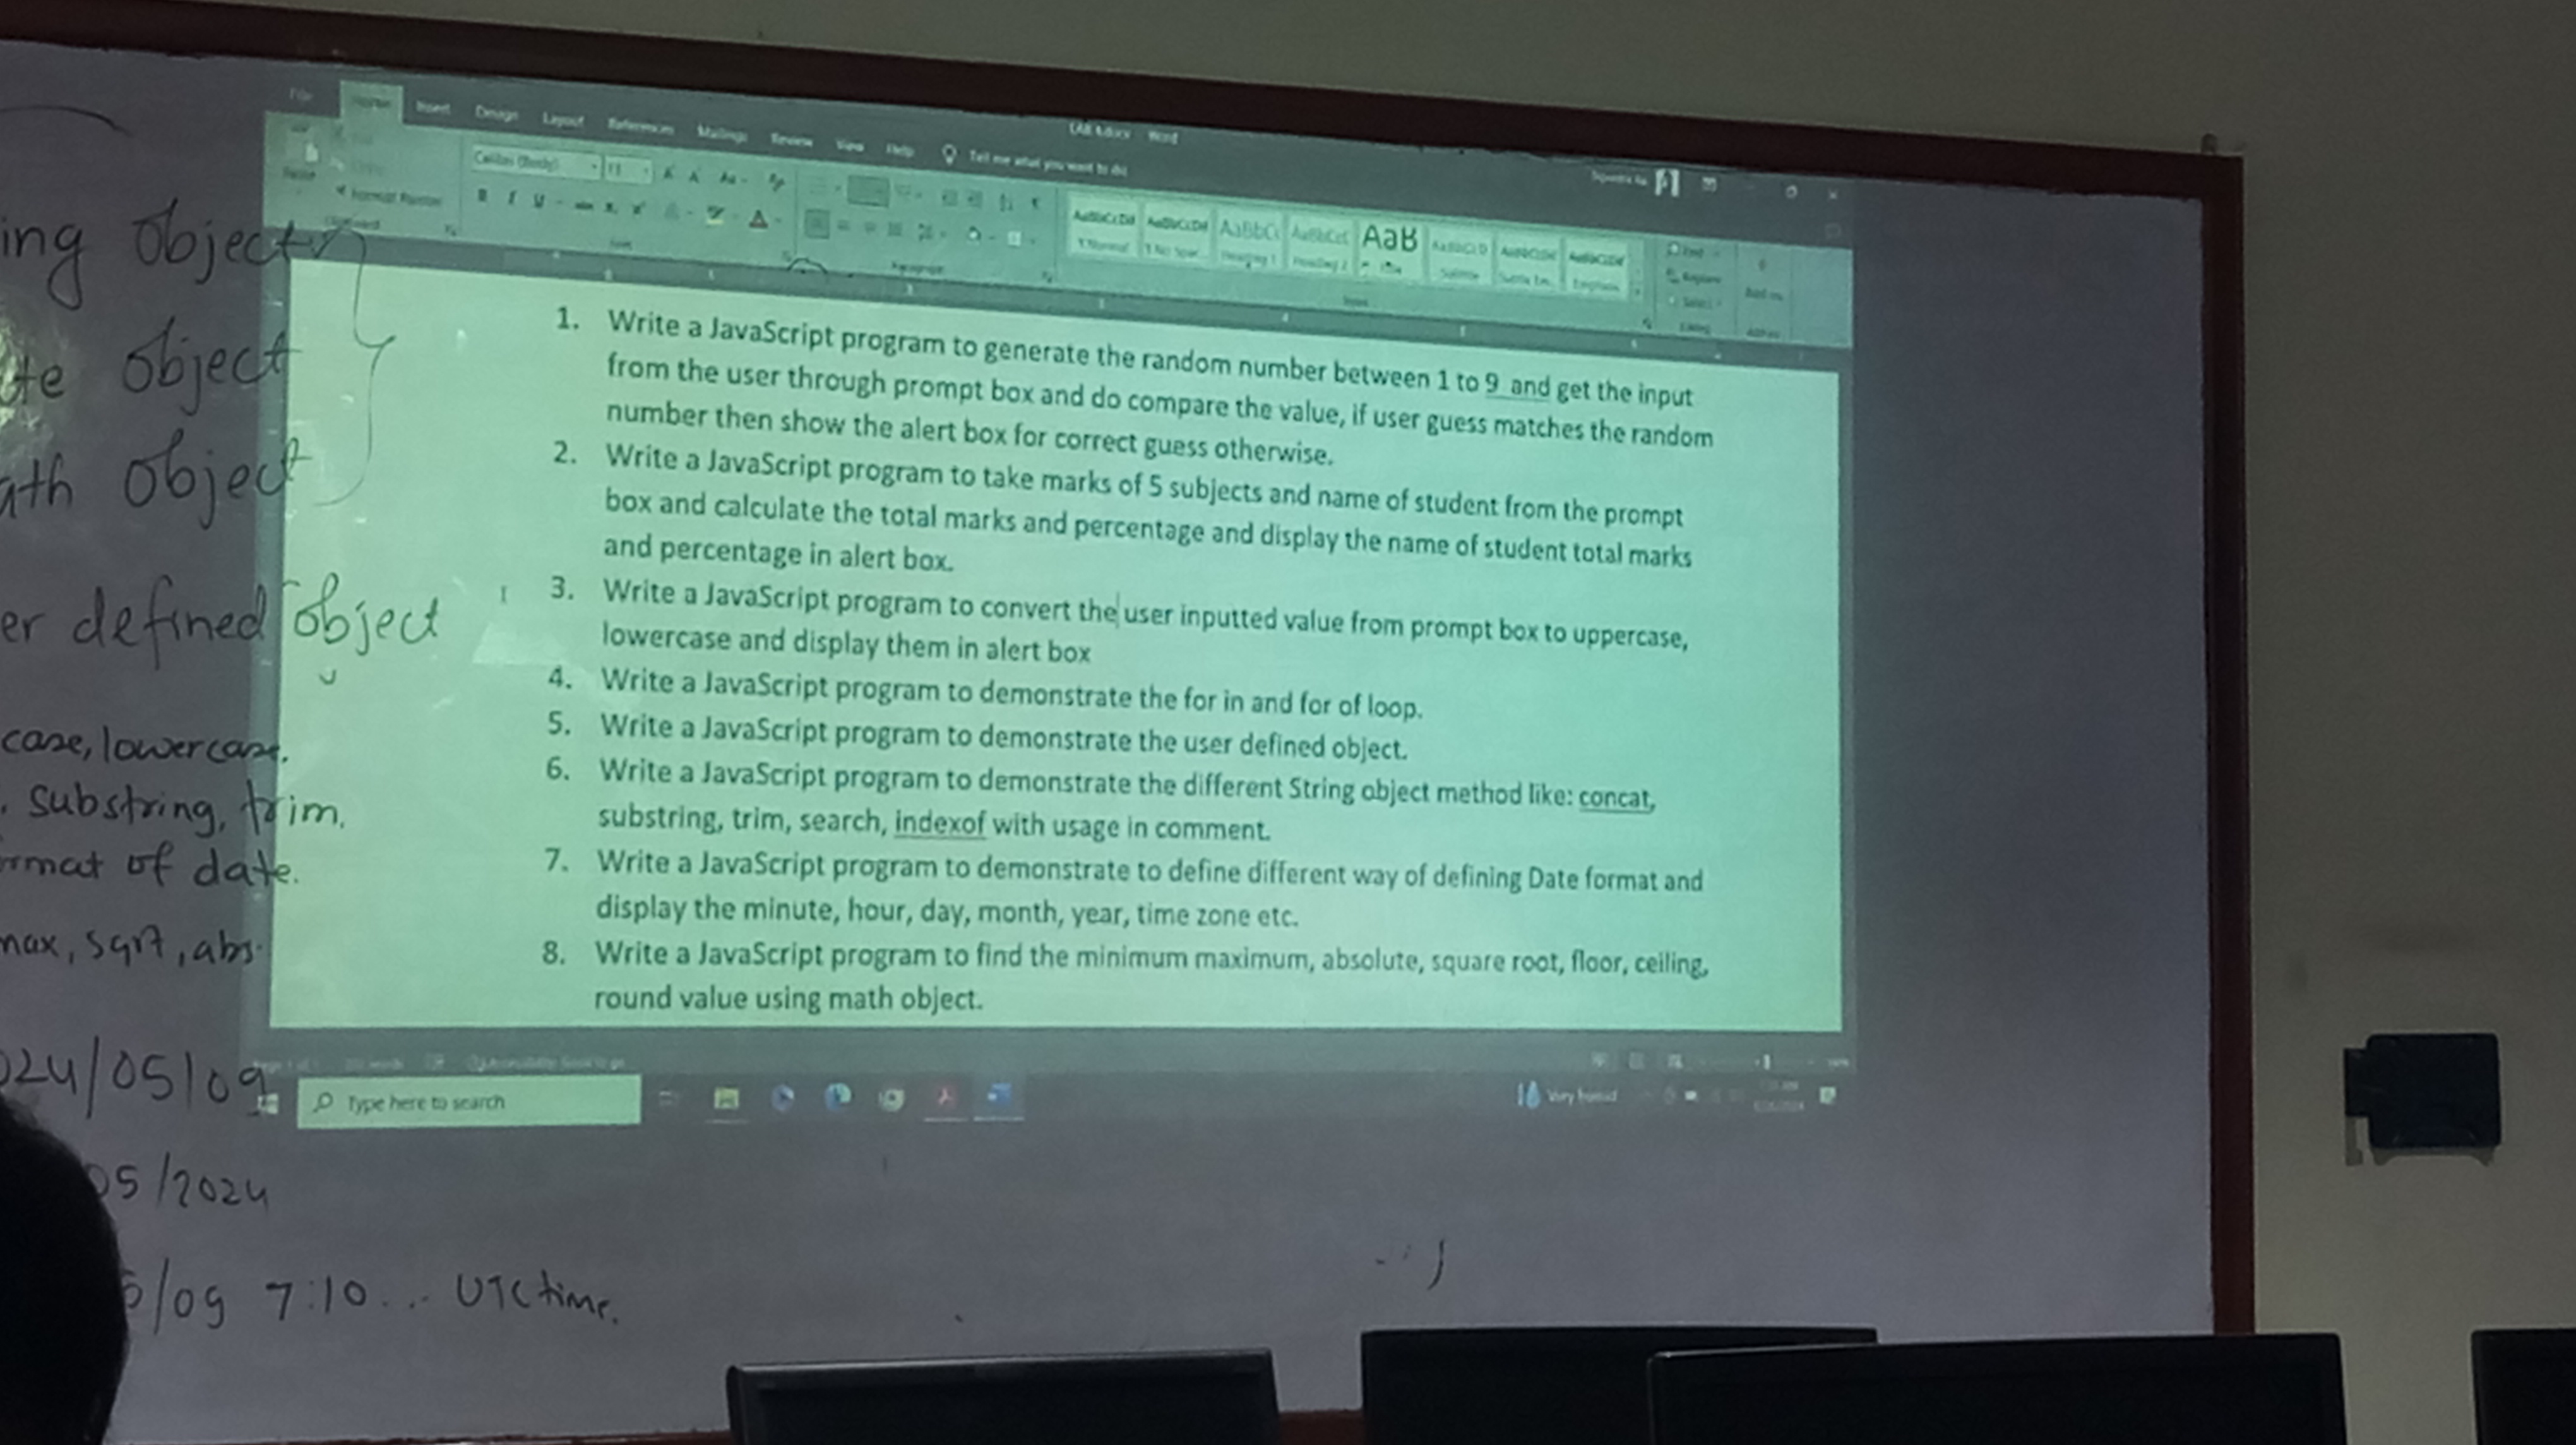 ing object
te object
ath object
er defined object
case, lowercase.
. substring, trim.
rmat of date.
max, sqrt, abs.
024/05/09
05/2024
/09 7:10... UTC time.
File Home Insert Design Layout References Mailings Review View Help Tell me what you want to do
Word
Calibri (Body) 11
Format Painter
AaBbCcDd AaBbCcDd AaBbCc AaBbCcC AaB AaBbCcD AaBbCcDd AaBbCcDd
1. Write a JavaScript program to generate the random number between 1 to 9 and get the input
from the user through prompt box and do compare the value, if user guess matches the random
number then show the alert box for correct guess otherwise.
2. Write a JavaScript program to take marks of 5 subjects and name of student from the prompt
box and calculate the total marks and percentage and display the name of student total marks
and percentage in alert box.
3. Write a JavaScript program to convert the user inputted value from prompt box to uppercase,
lowercase and display them in alert box
4. Write a JavaScript program to demonstrate the for in and for of loop.
5. Write a JavaScript program to demonstrate the user defined object.
6. Write a JavaScript program to demonstrate the different String object method like: concat,
substring, trim, search, indexof with usage in comment.
7. Write a JavaScript program to demonstrate to define different way of defining Date format and
display the minute, hour, day, month, year, time zone etc.
8. Write a JavaScript program to find the minimum maximum, absolute, square root, floor, ceiling,
round value using math object.
Type here to search
Very humid